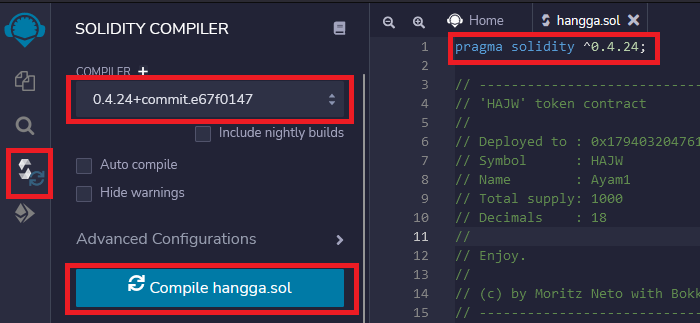 SOLIDITY COMPILER
COMPILER +
0.4.24+commit.e67f0147
Include nightly builds
Auto compile
Hide warnings
Advanced Configurations
Compile hangga.sol
Home
hangga.sol
1 pragma solidity ^0.4.24;
2
3 // -------------------------------
4 // 'HAJW' token contract
5 //
6 // Deployed to : 0x179403204761
7 // Symbol      : HAJW
8 // Name        : Ayam1
9 // Total supply: 1000
10 // Decimals    : 18
11 //
12 // Enjoy.
13 //
14 // (c) by Moritz Neto with Bokk
15 // -------------------------------